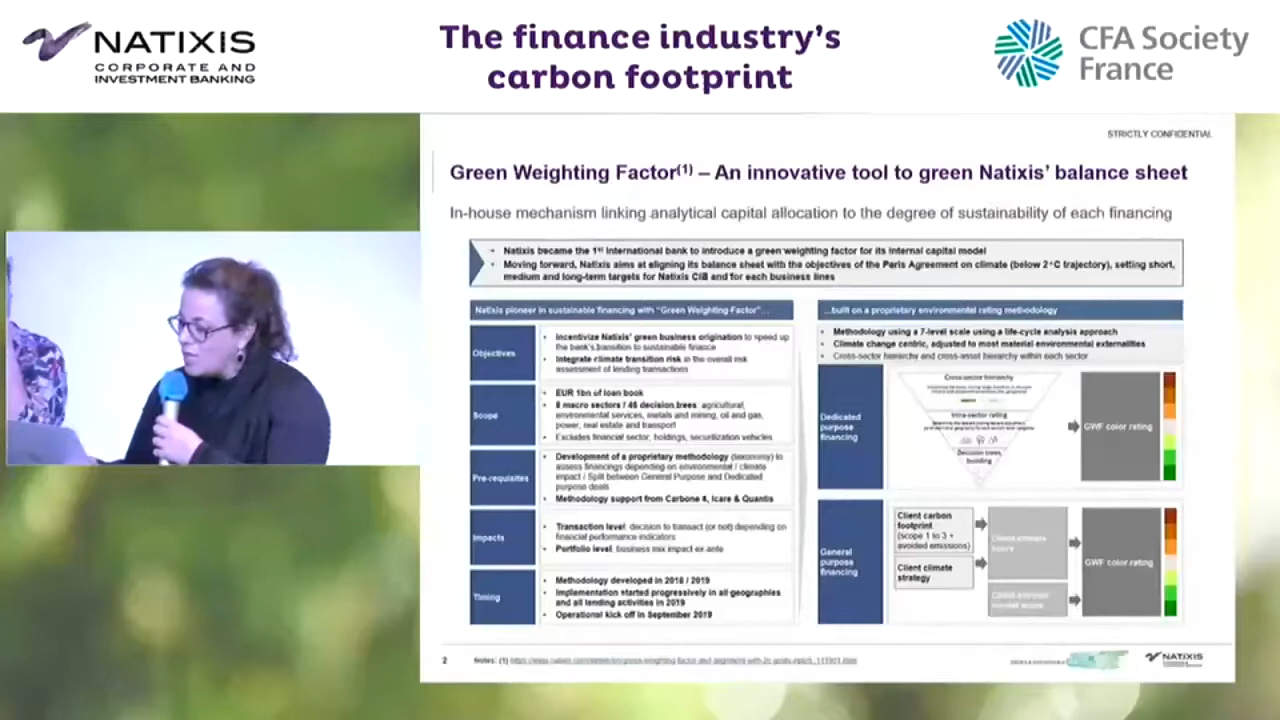 NATIXIS
CORPORATE AND
INVESTMENT BANKING
The finance industry's
carbon footprint
CFA Society
France
STRICTLY CONFIDENTIAL
Green Weighting Factor(1) – An innovative tool to green Natixis' balance sheet
In-house mechanism linking analytical capital allocation to the degree of sustainability of each financing
• Natixis became the 1st international bank to introduce a green weighting factor for its internal capital model
• Moving forward, Natixis aims at aligning its balance sheet with the objectives of the Paris Agreement on climate (below 2°C trajectory), setting short,
medium and long-term targets for Natixis CIB and for each business lines
Natixis pioneer in sustainable financing with "Green Weighting Factor"...
Objectives
• Incentivize Natixis' green business origination to speed up
the bank's transition to sustainable finance
• Integrate climate transition risk in the overall risk
assessment of lending transactions
Scope
• EUR 1bn of loan book
• 8 macro sectors / 46 decision trees: agricultural,
environmental services, metals and mining, oil and gas,
power, real estate and transport
• Excludes financial sector, holdings, securitization vehicles
Pre-requisites
• Development of a proprietary methodology (taxonomy) to
assess financings depending on environmental / climate
impact / Split between General Purpose and Dedicated
purpose deals
• Methodology support from Carbone 4, Icare & Quantis
Impacts
• Transaction level: decision to transact (or not) depending on
financial performance indicators
• Portfolio level: business mix impact ex-ante
Timing
• Methodology developed in 2018 / 2019
• Implementation started progressively in all geographies
and all lending activities in 2019
• Operational kick off in September 2019
...built on a proprietary environmental rating methodology
• Methodology using a 7-level scale using a life-cycle analysis approach
• Climate change centric, adjusted to most material environmental externalities
• Cross-sector hierarchy and cross-asset hierarchy within each sector
Dedicated
purpose
financing
Cross-sector hierarchy
Intra-sector rating
Decision trees
building
GWF color rating
General
purpose
financing
Client carbon
footprint
(scope 1 to 3 +
avoided emissions)
Client climate
strategy
Client climate
score
GWF color rating
2
Notes: (1)
NATIXIS